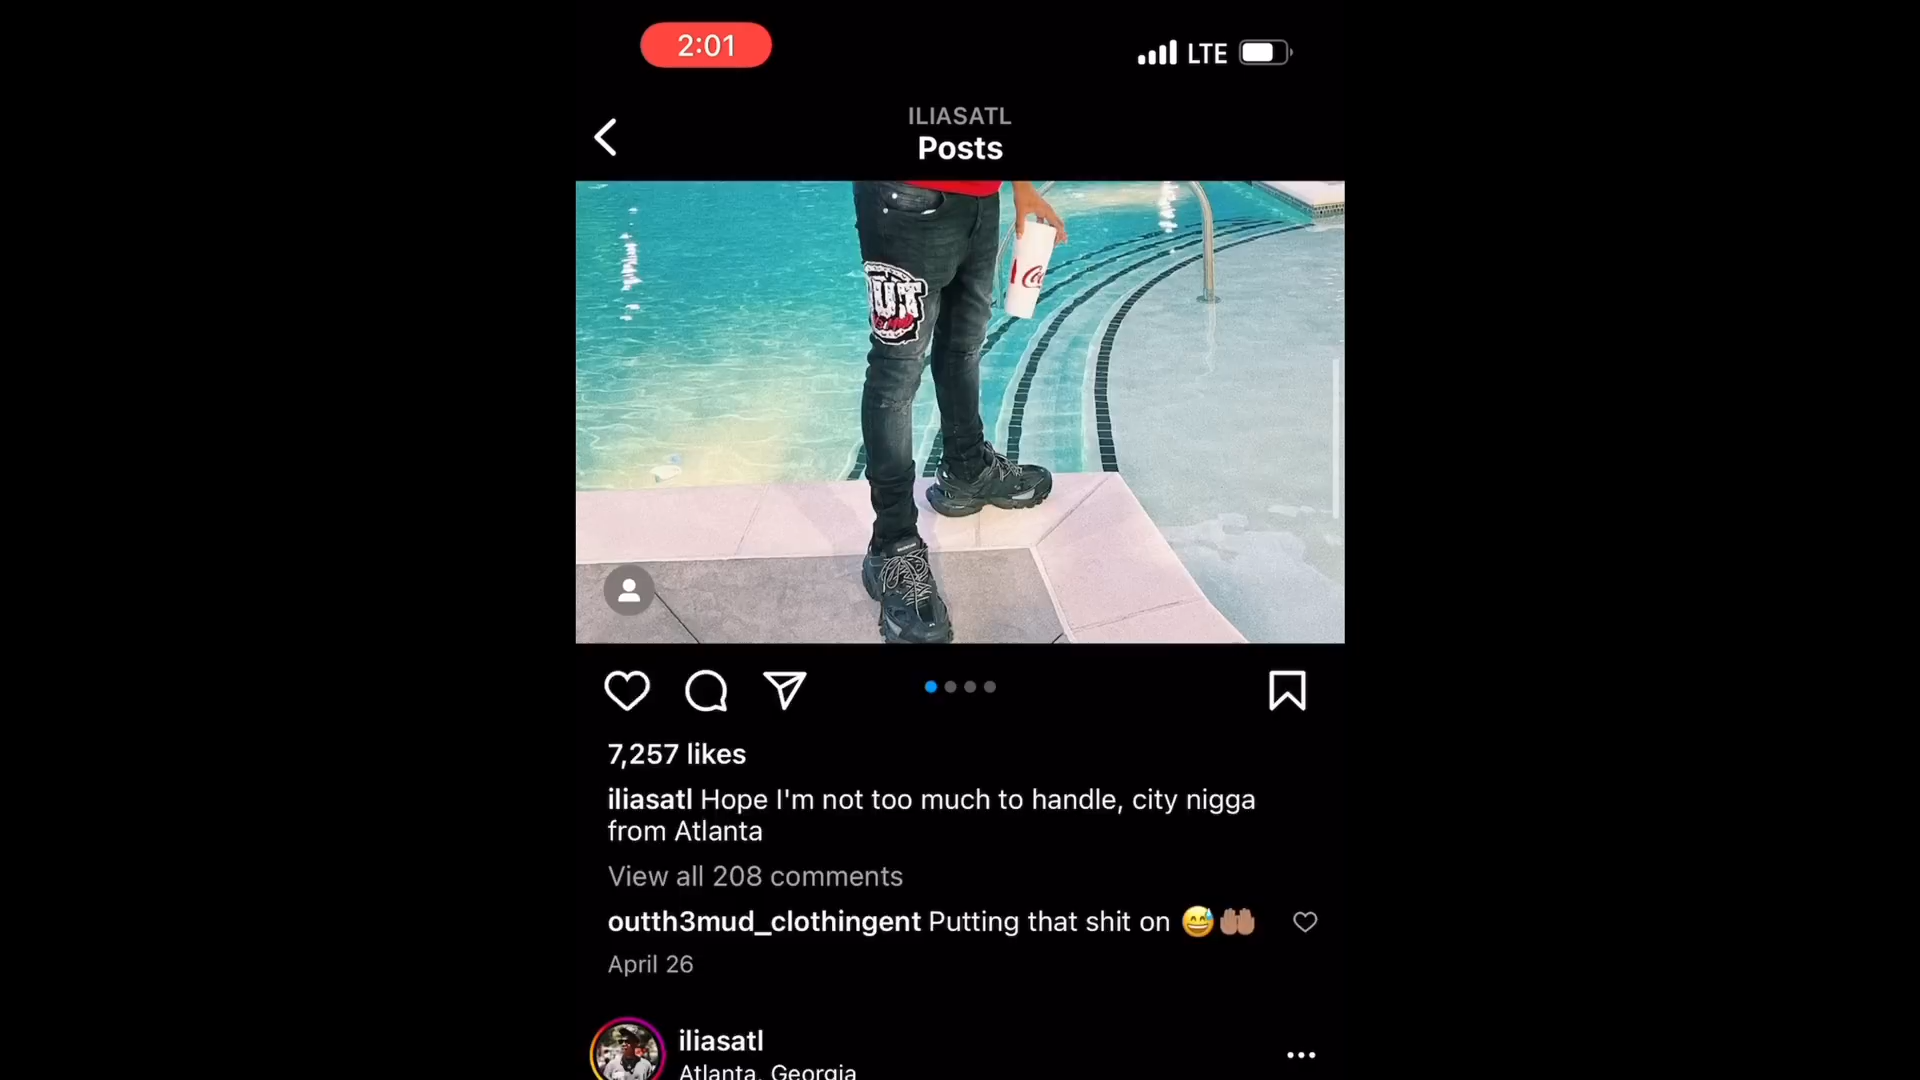 2:01
LTE
ILIASATL
Posts
UT
7,257 likes
iliasatl Hope I'm not too much to handle, city nigga
from Atlanta
View all 208 comments
outth3mud_clothingent Putting that shit on 😅🤲🏽
April 26
iliasatl
Atlanta, Georgia